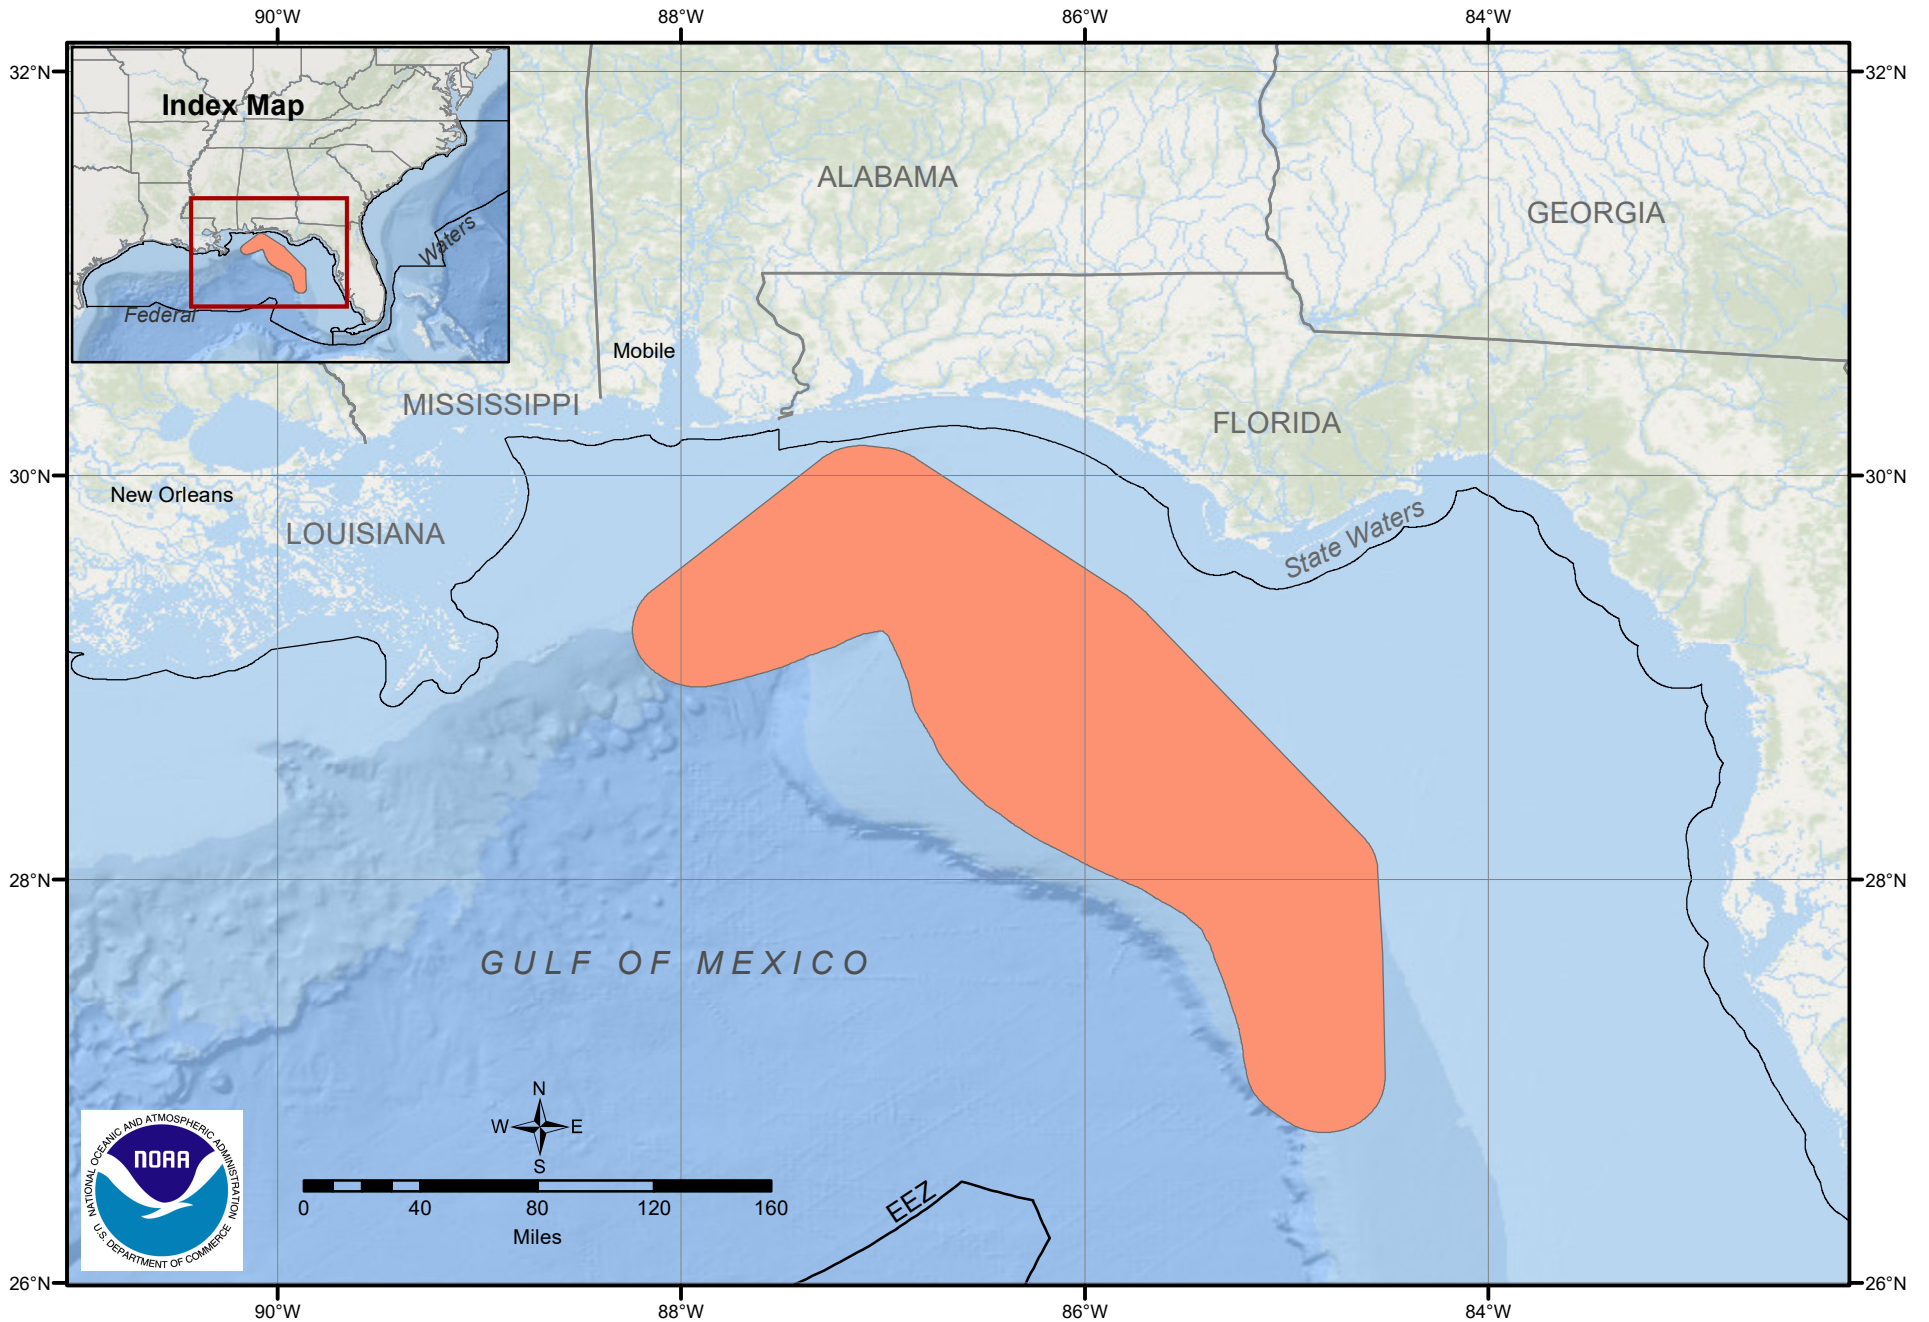 90°W
88°W
86°W
84°W
32°N
32°N
Index Map
Waters
Federal
ALABAMA
GEORGIA
Mobile
MISSISSIPPI
FLORIDA
30°N
30°N
New Orleans
LOUISIANA
State Waters
28°N
28°N
GULF OF MEXICO
N
W
E
S
NATIONAL OCEANIC AND ATMOSPHERIC ADMINISTRATION
NOAA
U.S. DEPARTMENT OF COMMERCE
0
40
80
120
160
Miles
EEZ
26°N
26°N
90°W
88°W
86°W
84°W